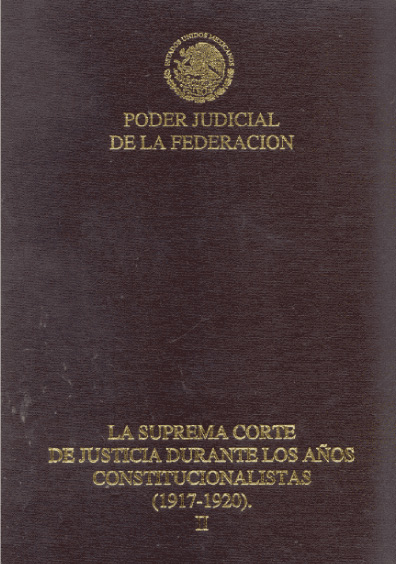 ESTADOS UNIDOS MEXICANOS
PODER JUDICIAL
DE LA FEDERACION
LA SUPREMA CORTE
DE JUSTICIA DURANTE LOS AÑOS
CONSTITUCIONALISTAS
(1917-1920).
II